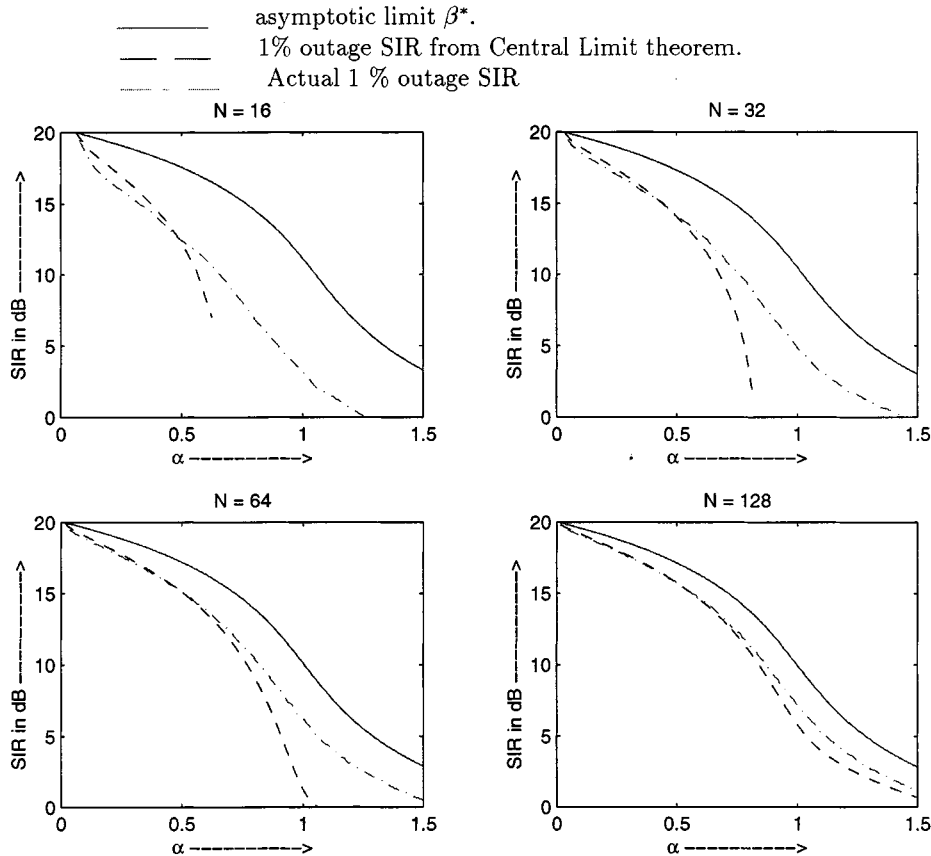 asymptotic limit β*.
1% outage SIR from Central Limit theorem.
Actual 1 % outage SIR
N = 16
20
15
10
5
0
SIR in dB ------>
0 0.5 1 1.5
α ------------>
N = 32
20
15
10
5
0
SIR in dB ------>
0 0.5 1 1.5
α ------------>
N = 64
20
15
10
5
0
SIR in dB ------>
0 0.5 1 1.5
α ------------>
N = 128
20
15
10
5
0
SIR in dB ------>
0 0.5 1 1.5
α ------------>